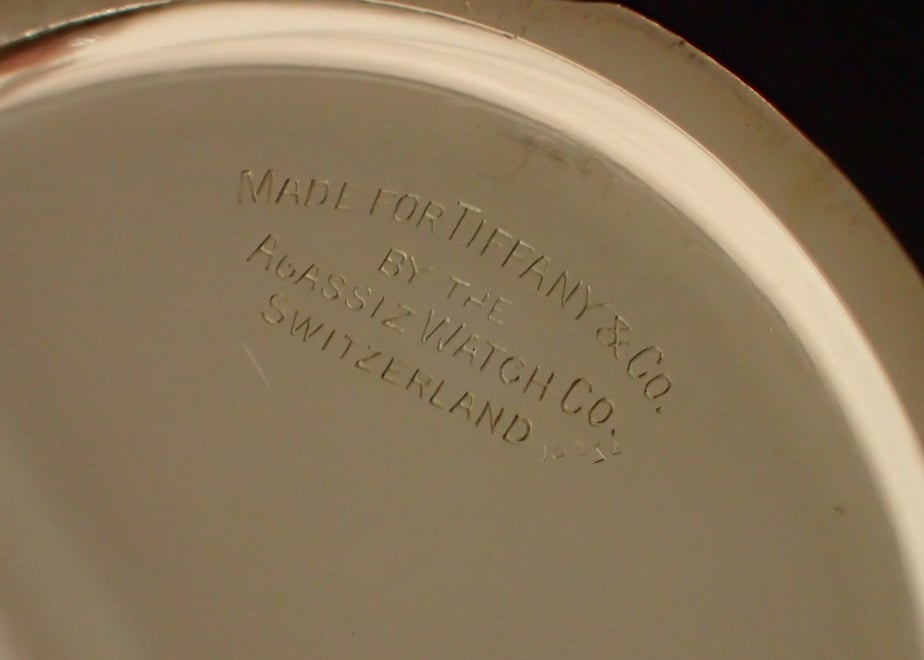 MADE FOR TIFFANY & CO.
BY THE
AGASSIZ WATCH CO.
SWITZERLAND